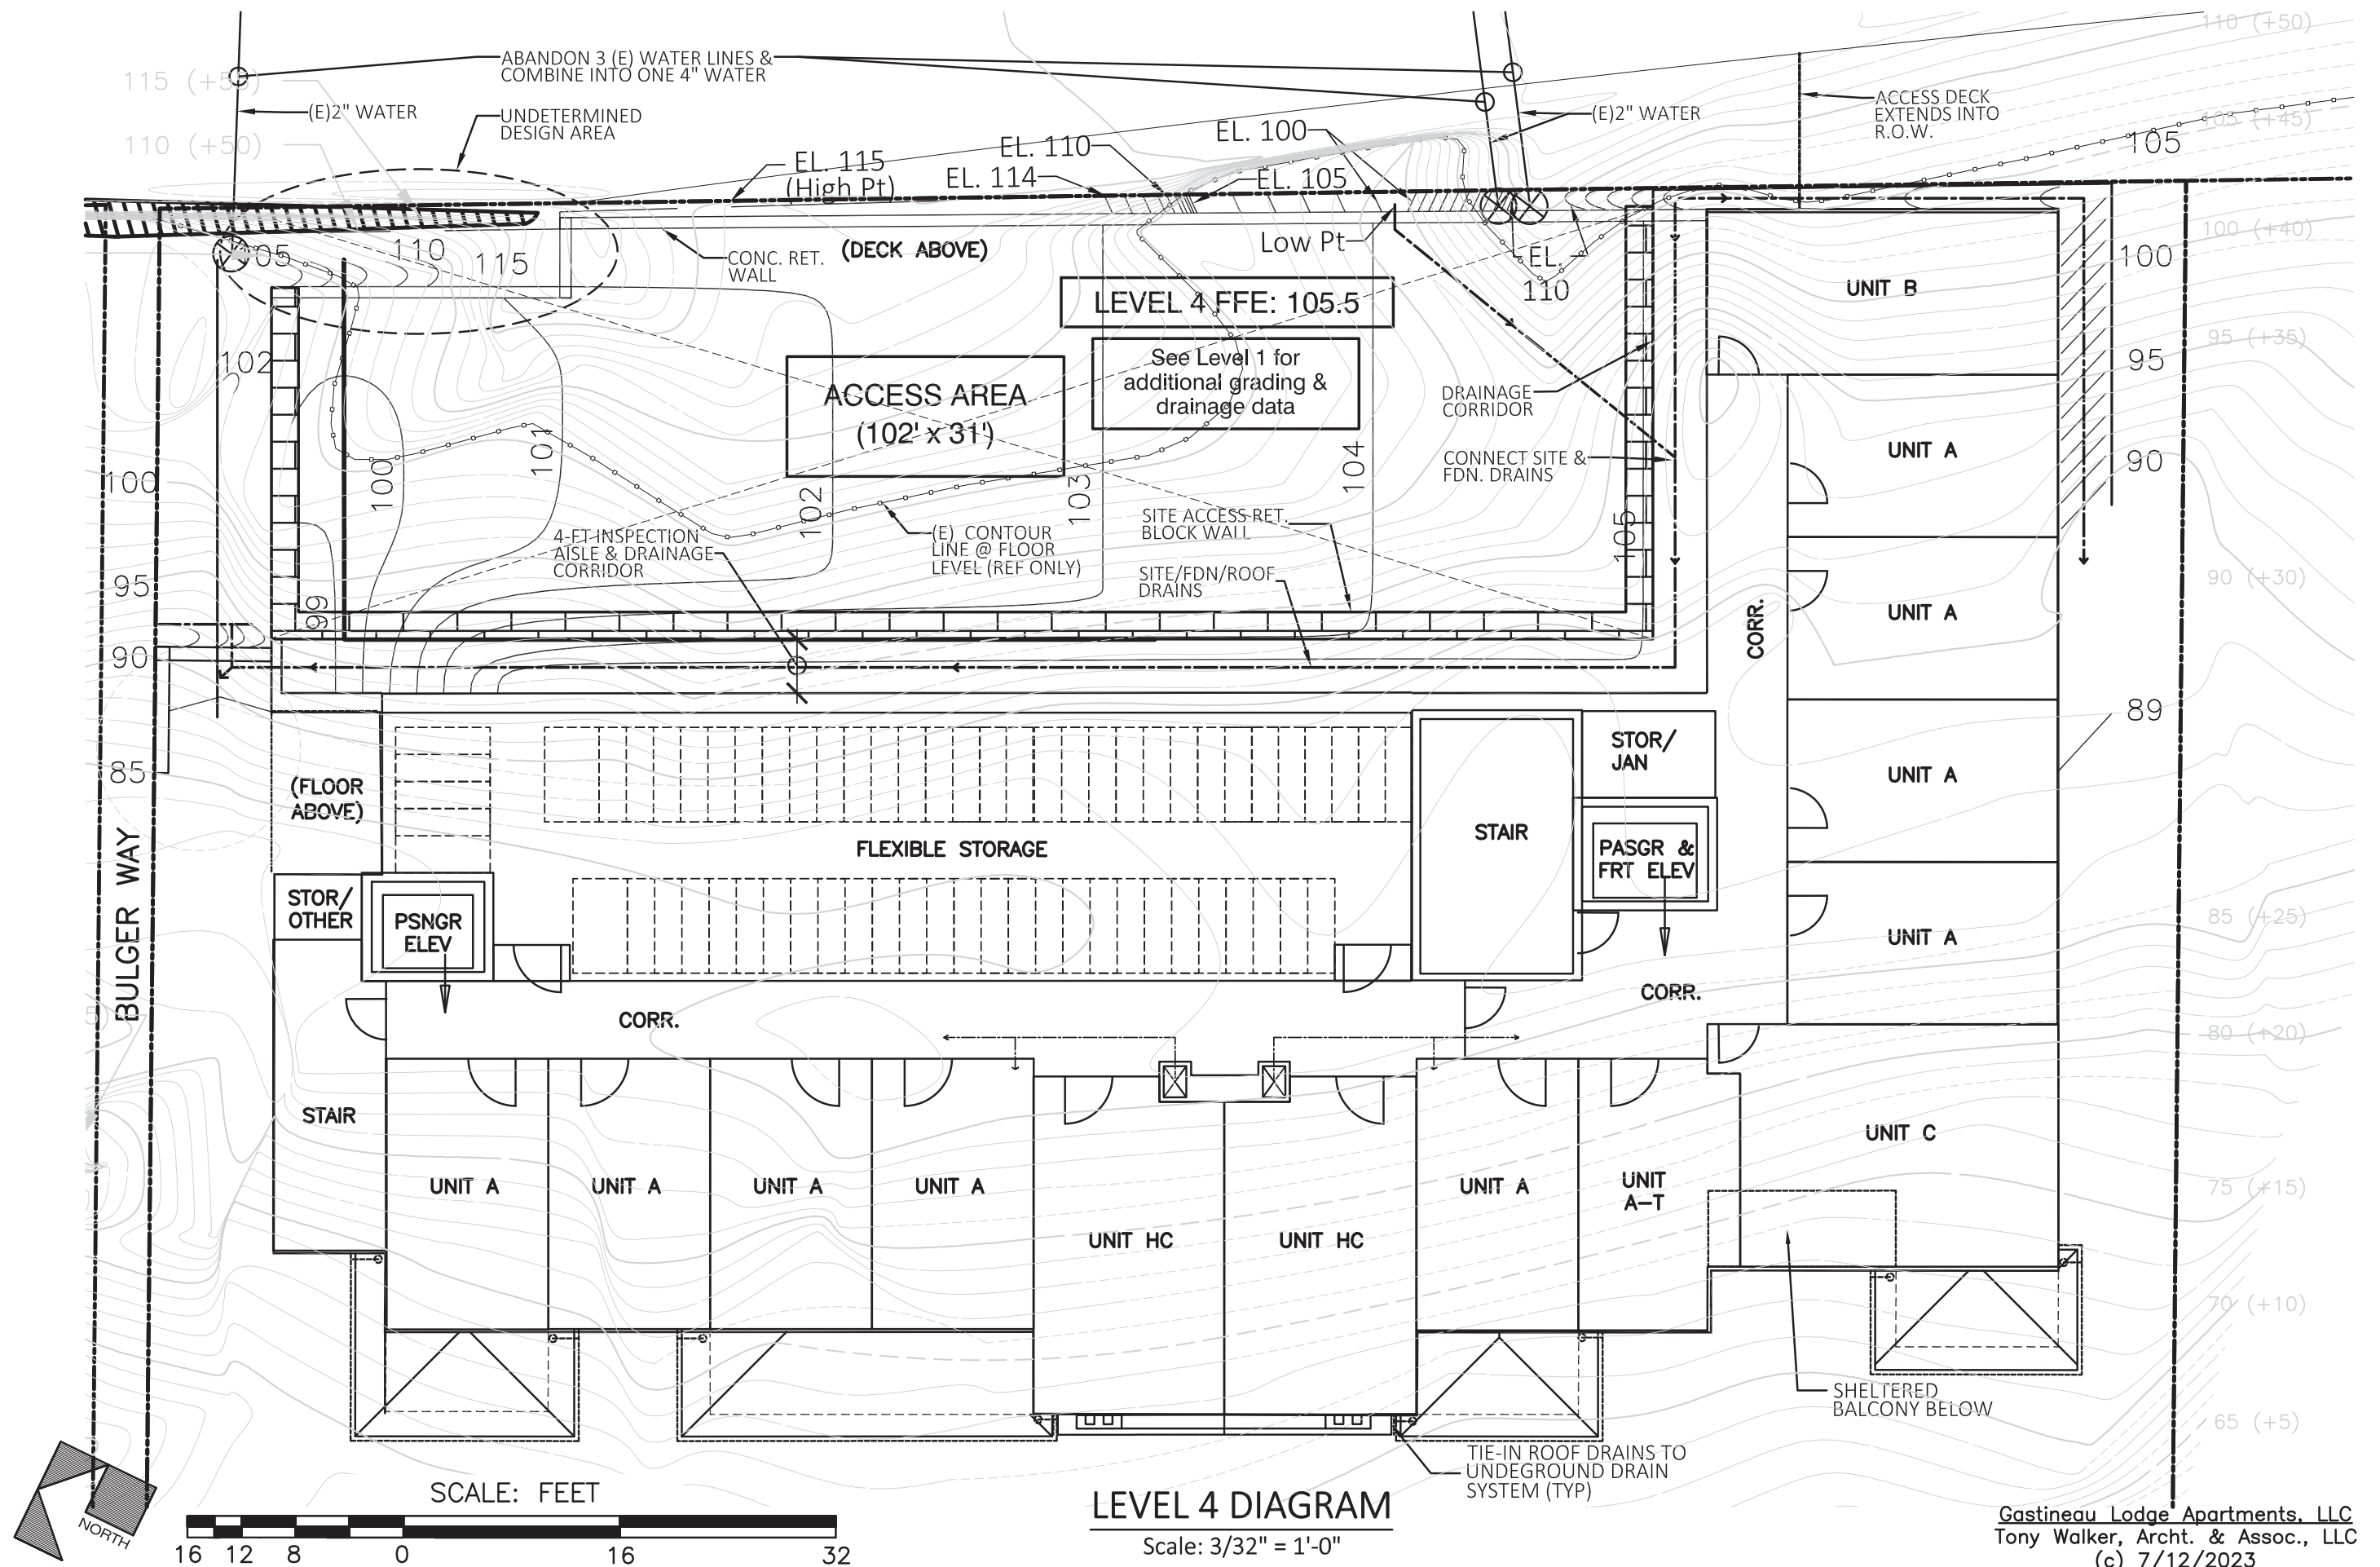 110 (+50)
ABANDON 3 (E) WATER LINES &
COMBINE INTO ONE 4" WATER
115 (+55)
(E)2" WATER
UNDETERMINED
DESIGN AREA
110 (+50)
(E)2" WATER
ACCESS DECK
EXTENDS INTO
R.O.W.
105 (+45)
105
EL. 100
EL. 110
EL. 115
(High Pt)
EL. 114
EL. 105
Low Pt
EL.
110
105
110
115
CONC. RET.
WALL
(DECK ABOVE)
LEVEL 4 FFE: 105.5
See Level 1 for
additional grading &
drainage data
ACCESS AREA
(102' x 31')
UNIT B
100
100 (+40)
95
95 (+35)
90
102
DRAINAGE
CORRIDOR
CONNECT SITE &
FDN. DRAINS
UNIT A
100
100
101
102
103
104
105
4-FT INSPECTION
AISLE & DRAINAGE
CORRIDOR
(E) CONTOUR
LINE @ FLOOR
LEVEL (REF ONLY)
SITE ACCESS RET.
BLOCK WALL
SITE/FDN/ROOF
DRAINS
90 (+30)
95
99
90
85
CORR.
UNIT A
89
(FLOOR
ABOVE)
FLEXIBLE STORAGE
STAIR
STOR/
JAN
PASGR &
FRT ELEV
UNIT A
BULGER WAY
STOR/
OTHER
PSNGR
ELEV
UNIT A
85 (+25)
CORR.
CORR.
80 (+20)
STAIR
UNIT A
UNIT A
UNIT A
UNIT A
UNIT HC
UNIT HC
UNIT A
UNIT
A-T
UNIT C
75 (+15)
70 (+10)
65 (+5)
SHELTERED
BALCONY BELOW
TIE-IN ROOF DRAINS TO
UNDEGROUND DRAIN
SYSTEM (TYP)
NORTH
SCALE: FEET
16 12 8 0 16 32
LEVEL 4 DIAGRAM
Scale: 3/32" = 1'-0"
Gastineau Lodge Apartments, LLC
Tony Walker, Archt. & Assoc., LLC
(c) 7/12/2023